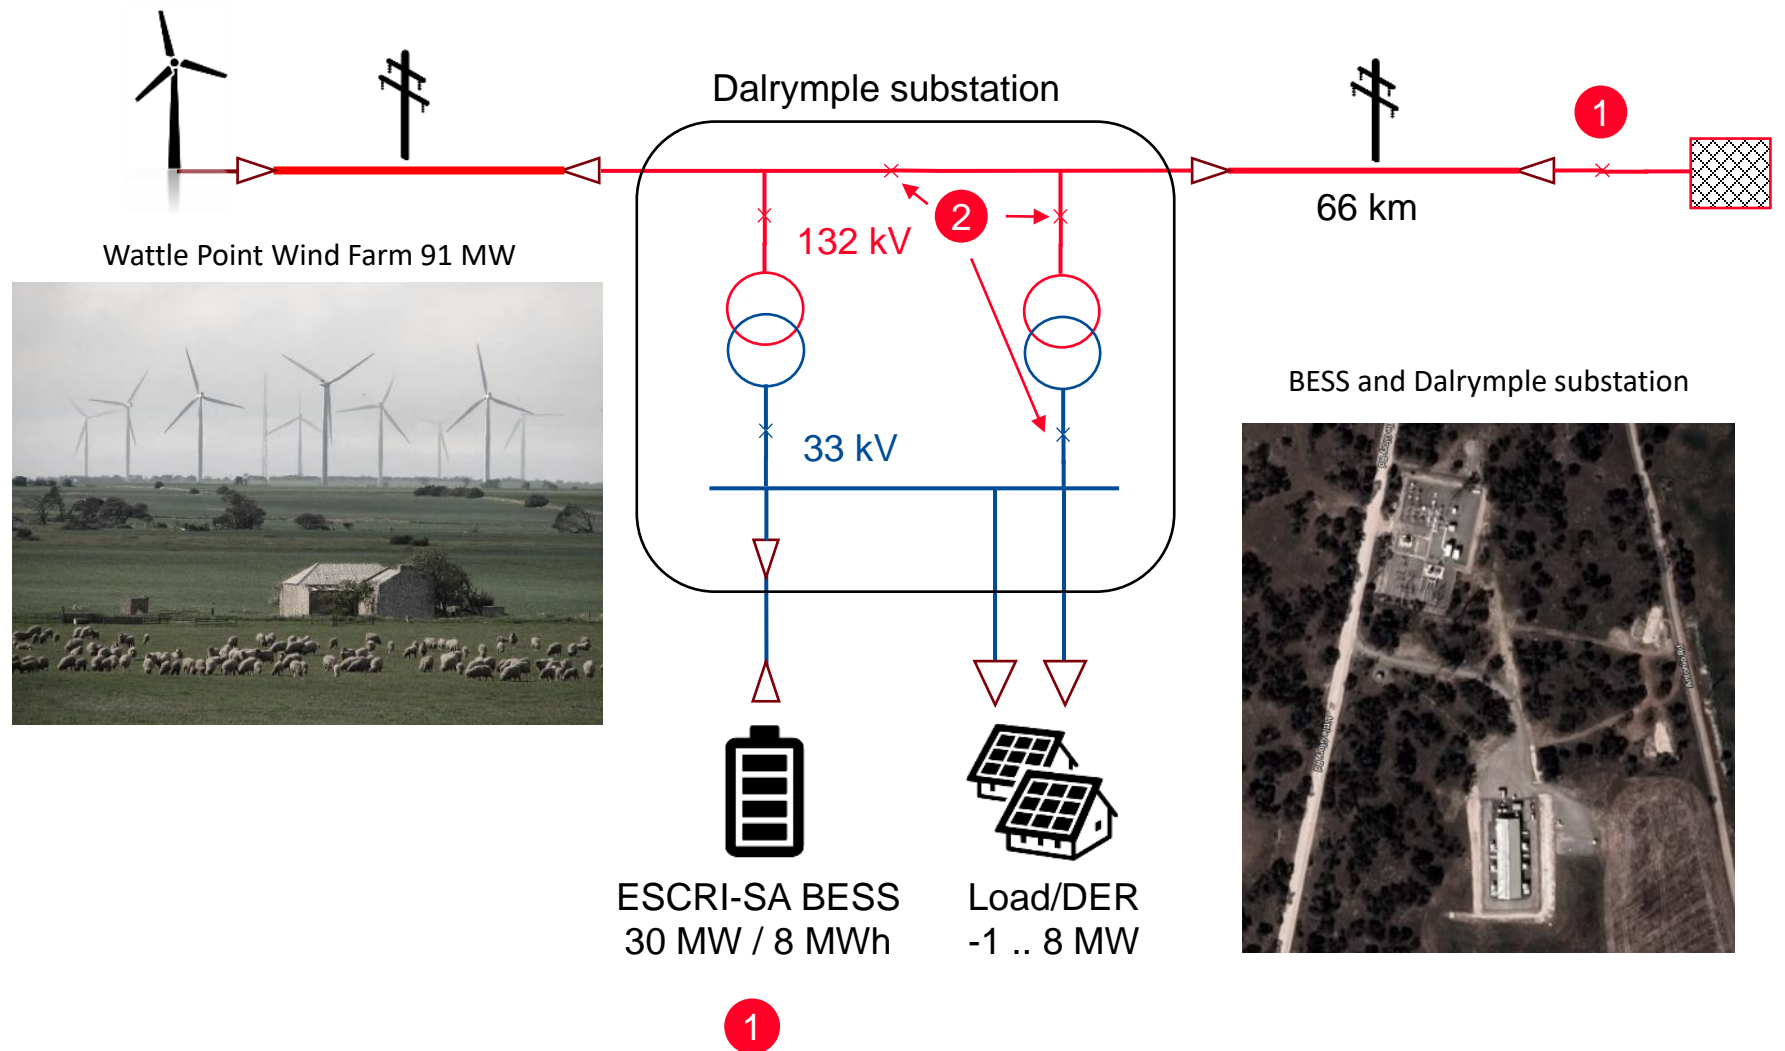 Dalrymple substation
1
66 km
2
132 kV
Wattle Point Wind Farm 91 MW
33 kV
BESS and Dalrymple substation
ESCRI-SA BESS
30 MW / 8 MWh
Load/DER
-1 .. 8 MW
1